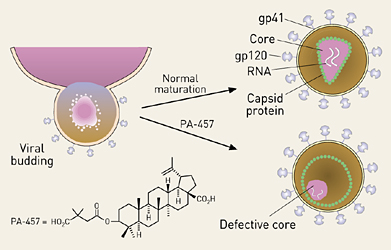 gp41
Core
gp120
RNA
Capsid
protein
Normal
maturation
PA-457
Viral
budding
PA-457 =
HO₂C
O
O
H
H
H
H
CO₂H
Defective core